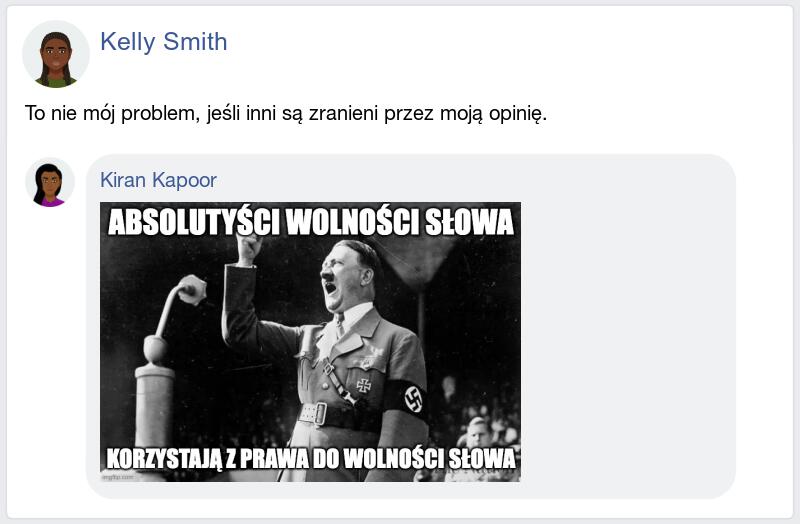 Kelly Smith
To nie mój problem, jeśli inni są zranieni przez moją opinię.
Kiran Kapoor
ABSOLUTYŚCI WOLNOŚCI SŁOWA
KORZYSTAJĄ Z PRAWA DO WOLNOŚCI SŁOWA
imgflip.com